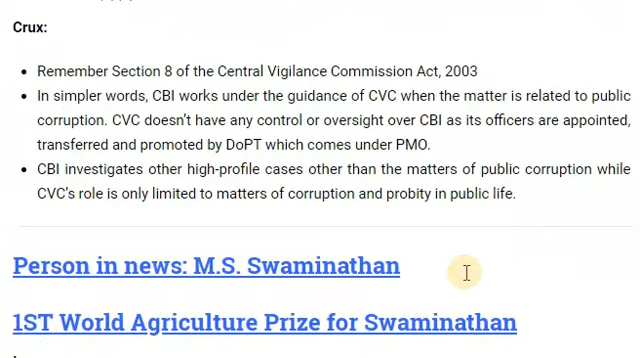 Crux:
Remember Section 8 of the Central Vigilance Commission Act, 2003
In simpler words, CBI works under the guidance of CVC when the matter is related to public
corruption. CVC doesn't have any control or oversight over CBI as its officers are appointed,
transferred and promoted by DoPT which comes under PMO.
CBI investigates other high-profile cases other than the matters of public corruption while
CVC's role is only limited to matters of corruption and probity in public life.
Person in news: M.S. Swaminathan
1ST World Agriculture Prize for Swaminathan